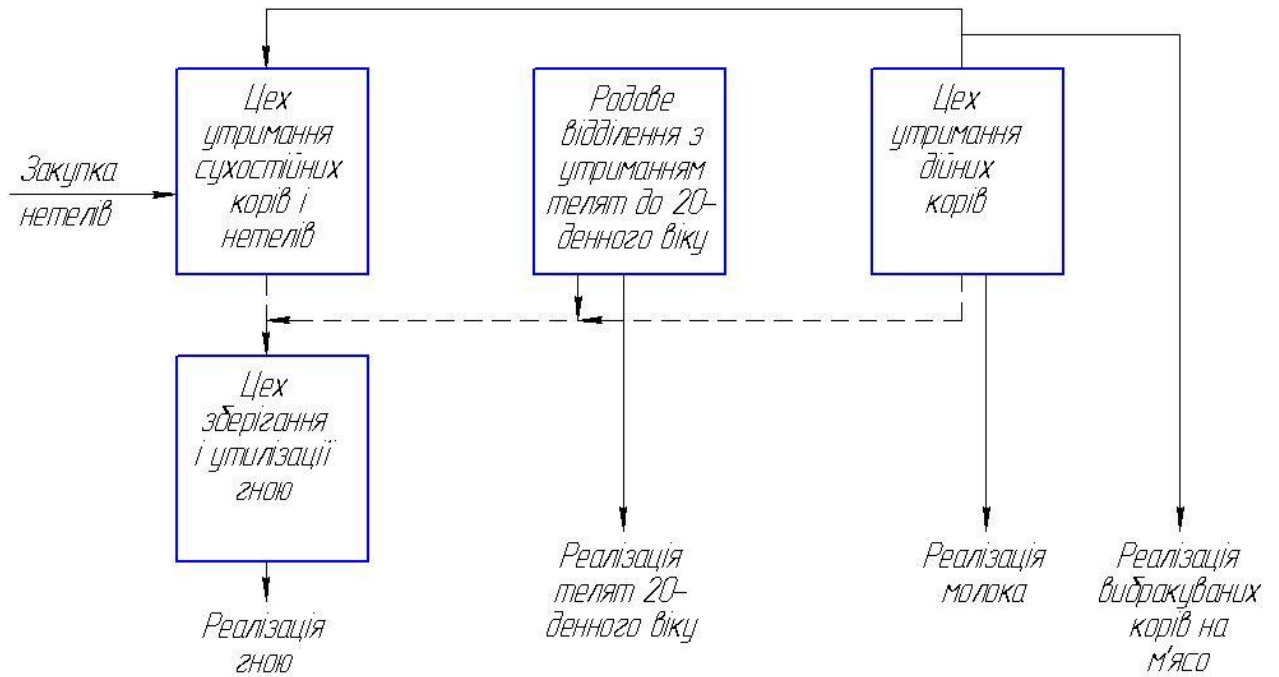 Закупка
нетелів
Цех
утримання
сухостійних
корів і
нетелів
Родове
відділення з
утриманням
телят до 20-
денного віку
Цех
утримання
дійних
корів
Цех
зберігання
і утилізації
гною
Реалізація
гною
Реалізація
телят 20-
денного віку
Реалізація
молока
Реалізація
вибракуваних
корів на
м'ясо